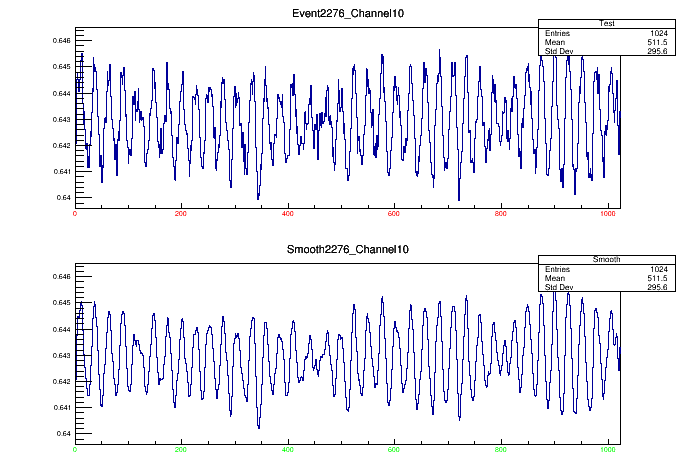 Event2276_Channel10
Test
Entries 1024
Mean 511.5
Std Dev 295.6
0.646
0.645
0.644
0.643
0.642
0.641
0.64
0 200 400 600 800 1000
Smooth2276_Channel10
Smooth
Entries 1024
Mean 511.5
Std Dev 295.6
0.646
0.645
0.644
0.643
0.642
0.641
0.64
0 200 400 600 800 1000